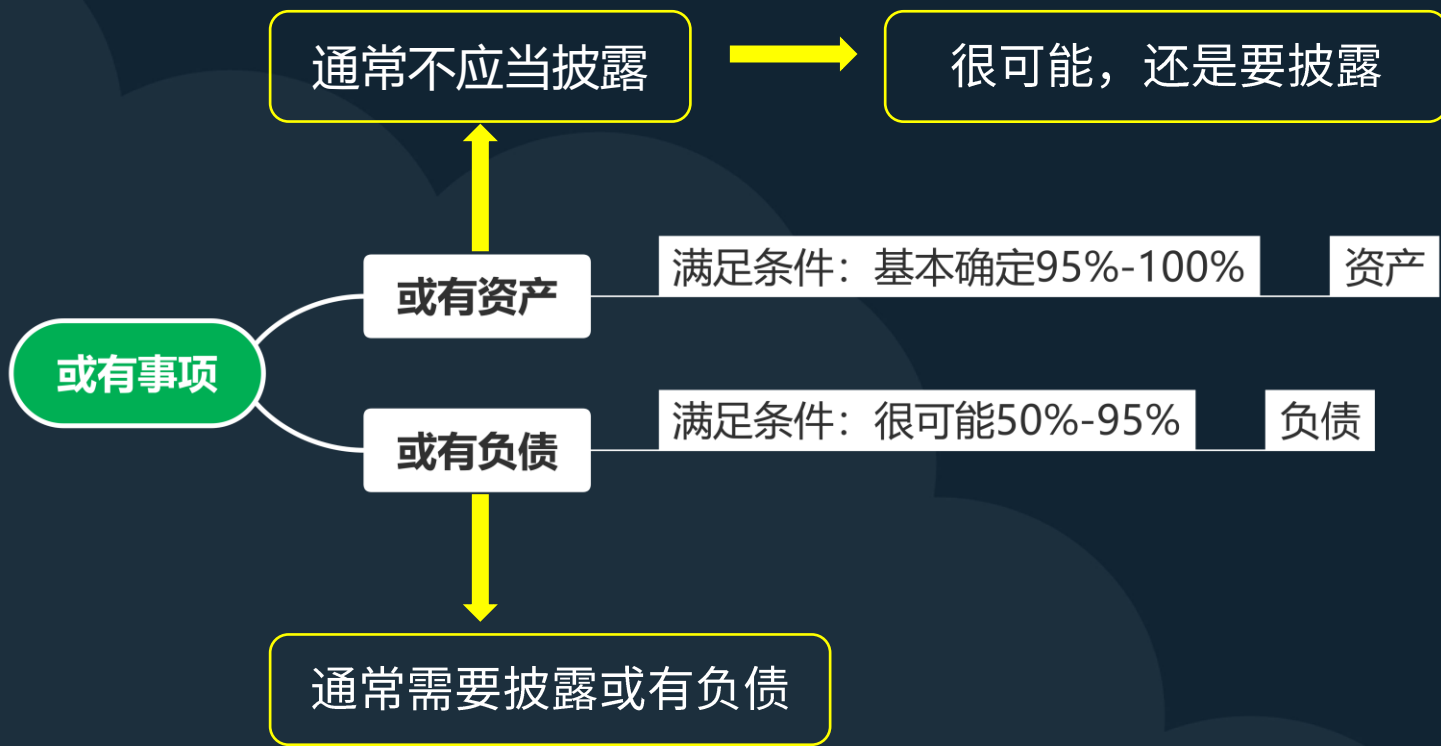 通常不应当披露
很可能，还是要披露
满足条件：基本确定95%-100%
资产
或有资产
或有事项
满足条件：很可能50%-95%
负债
或有负债
通常需要披露或有负债